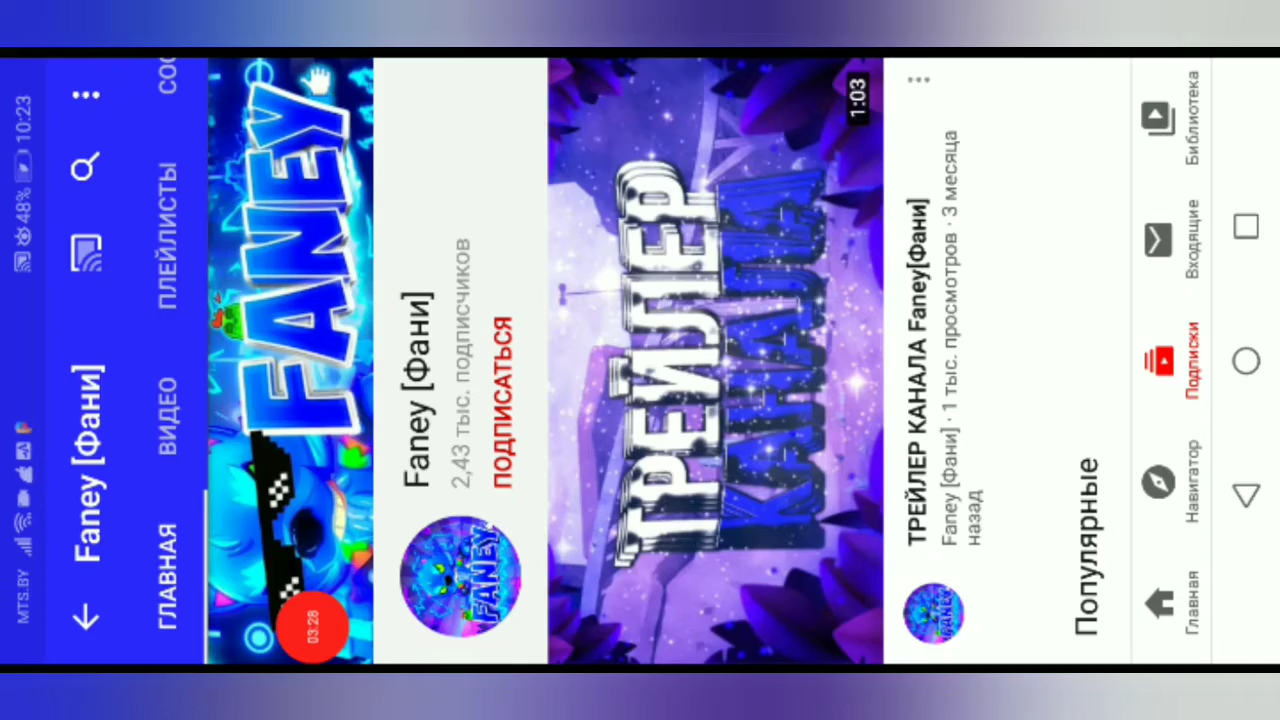 MTS.BY 48% 10:23
Faney [Фани]
ГЛАВНАЯ ВИДЕО ПЛЕЙЛИСТЫ СОО
FANEY
03:28
FANEY
Faney [Фани]
2,43 тыс. подписчиков
ПОДПИСАТЬСЯ
ТРЕЙЛЕР
КАНАЛА
1:03
FANEY
ТРЕЙЛЕР КАНАЛА Faney[Фани]
Faney [Фани] · 1 тыс. просмотров · 3 месяца
назад
Популярные
Главная Навигатор Подписки Входящие Библиотека